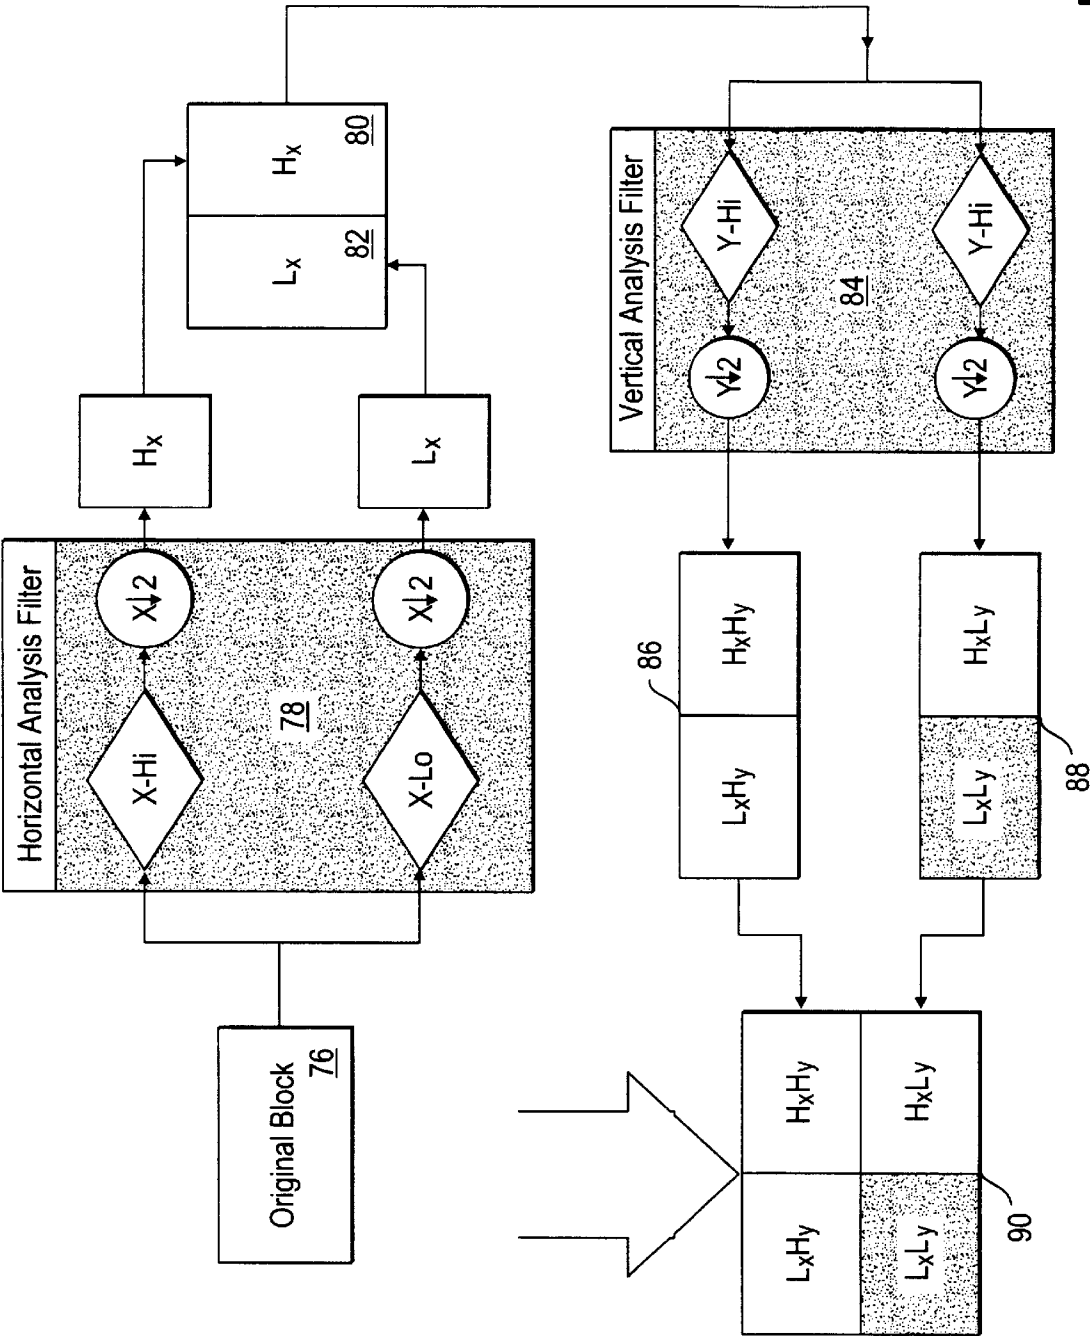 Horizontal Analysis Filter
X-Hi
X↓2
78
X-Lo
X↓2
Original Block
76
Hx
Lx
Hx
80
Lx
82
Vertical Analysis Filter
Y-Hi
Y↓2
84
Y-Hi
Y↓2
86
LxHy
HxHy
LxLy
HxLy
88
LxHy
HxHy
LxLy
HxLy
90